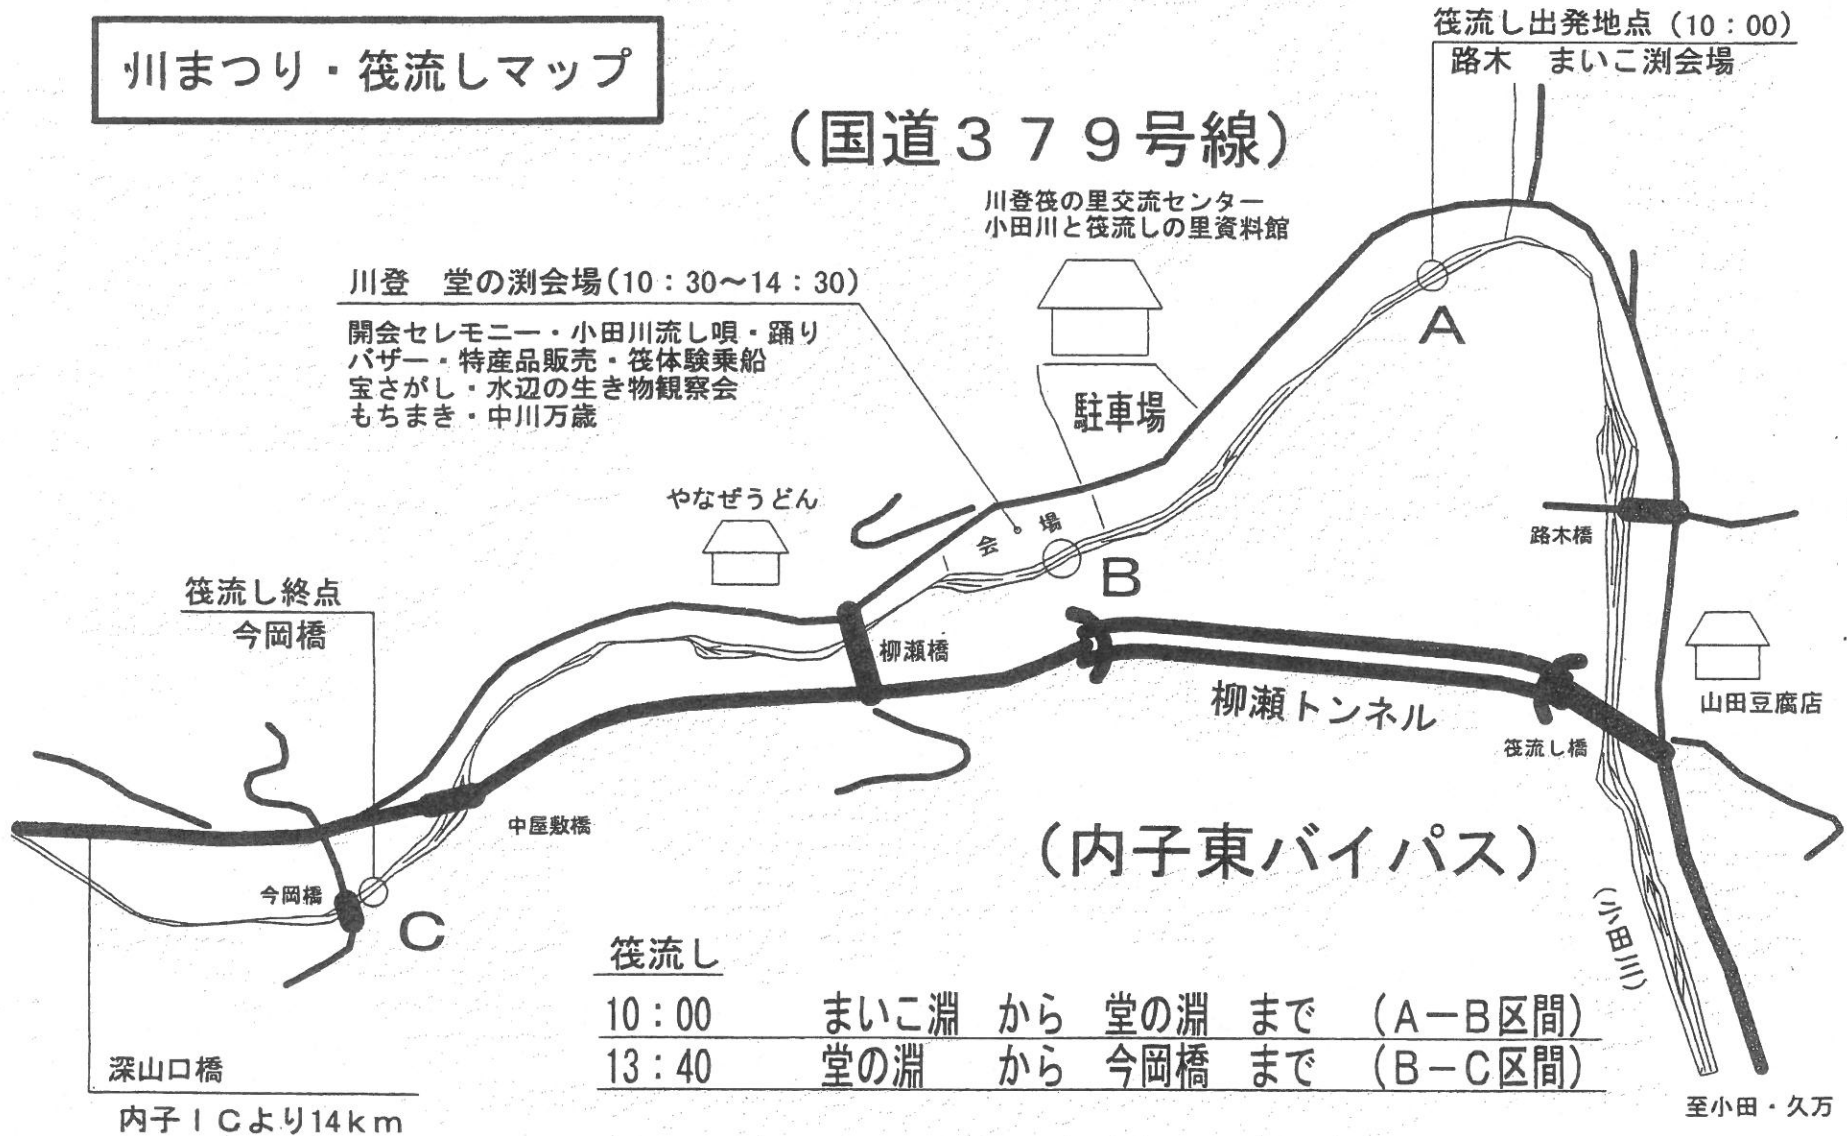 川まつり・筏流しマップ
筏流し出発地点（10：00）
路木　まいこ渕会場
（国道３７９号線）
川登筏の里交流センター
小田川と筏流しの里資料館
川登　堂の渕会場(10：30～14：30)
開会セレモニー・小田川流し唄・踊り
バザー・特産品販売・筏体験乗船
宝さがし・水辺の生き物観察会
もちまき・中川万歳
A
駐車場
やなぜうどん
会場
B
路木橋
筏流し終点
今岡橋
柳瀬橋
柳瀬トンネル
山田豆腐店
筏流し橋
中屋敷橋
（内子東バイパス）
今岡橋
C
（小田川）
筏流し
10：00　まいこ淵　から　堂の淵　まで　（A－B区間）
13：40　堂の淵　から　今岡橋　まで　（B－C区間）
深山口橋
内子ＩＣより14ｋｍ
至小田・久万